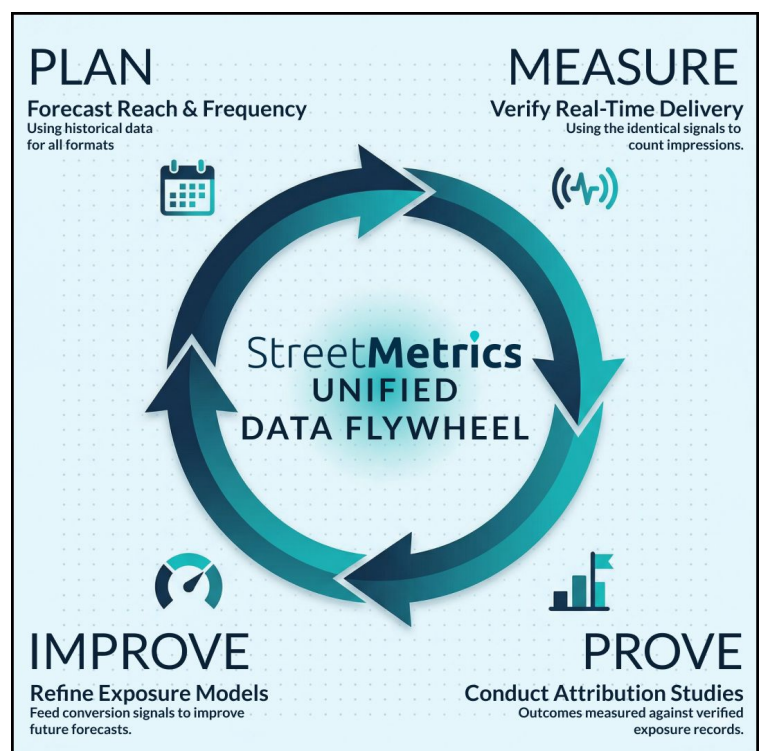 PLAN
Forecast Reach & Frequency
Using historical data
for all formats
MEASURE
Verify Real-Time Delivery
Using the identical signals to
count impressions.
StreetMetrics
UNIFIED
DATA FLYWHEEL
IMPROVE
Refine Exposure Models
Feed conversion signals to improve
future forecasts.
PROVE
Conduct Attribution Studies
Outcomes measured against verified
exposure records.